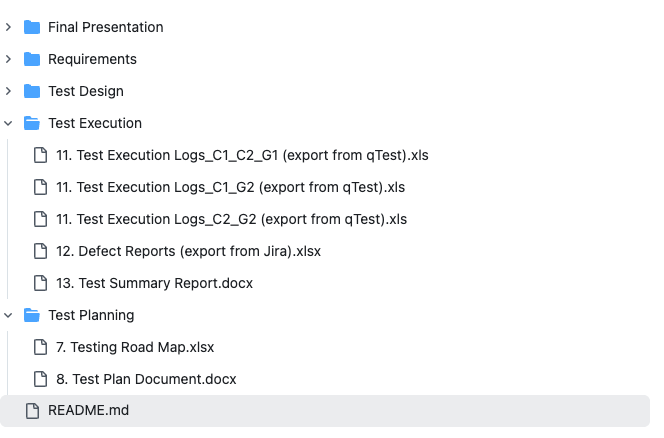 Final Presentation
Requirements
Test Design
Test Execution
11. Test Execution Logs_C1_C2_G1 (export from qTest).xls
11. Test Execution Logs_C1_G2 (export from qTest).xls
11. Test Execution Logs_C2_G2 (export from qTest).xls
12. Defect Reports (export from Jira).xlsx
13. Test Summary Report.docx
Test Planning
7. Testing Road Map.xlsx
8. Test Plan Document.docx
README.md